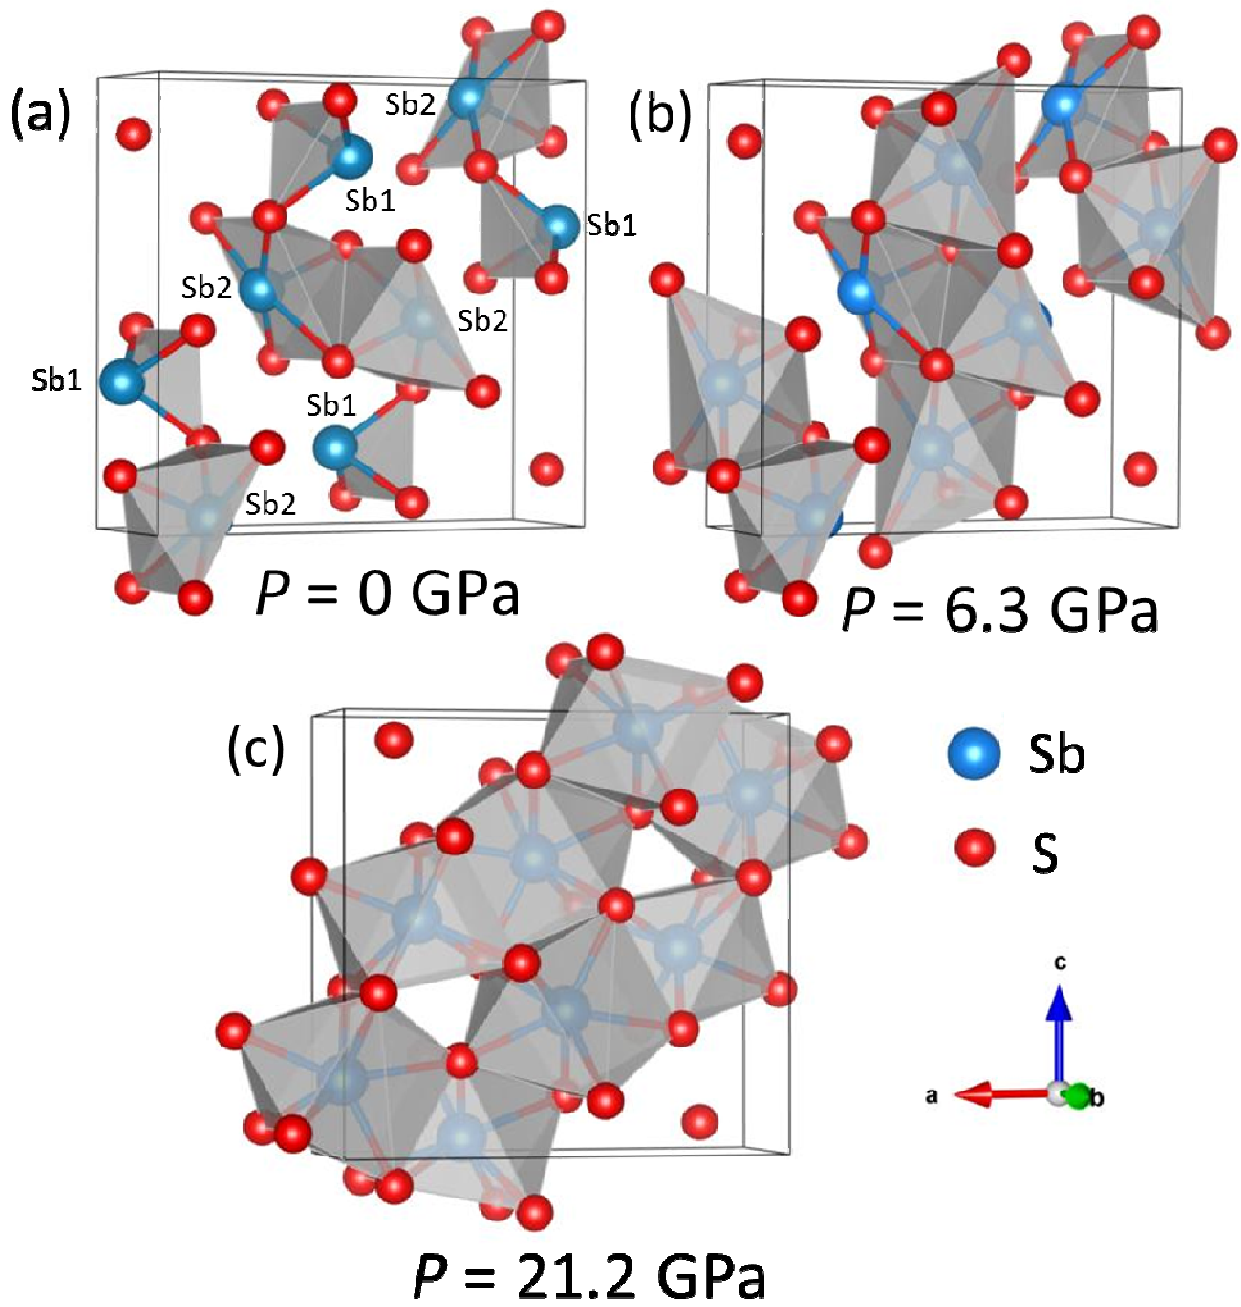 (a)
Sb2
Sb1
Sb1
Sb2
Sb2
Sb1
Sb1
Sb2
P = 0 GPa
(b)
P = 6.3 GPa
(c)
Sb
S
c
a
b
P = 21.2 GPa